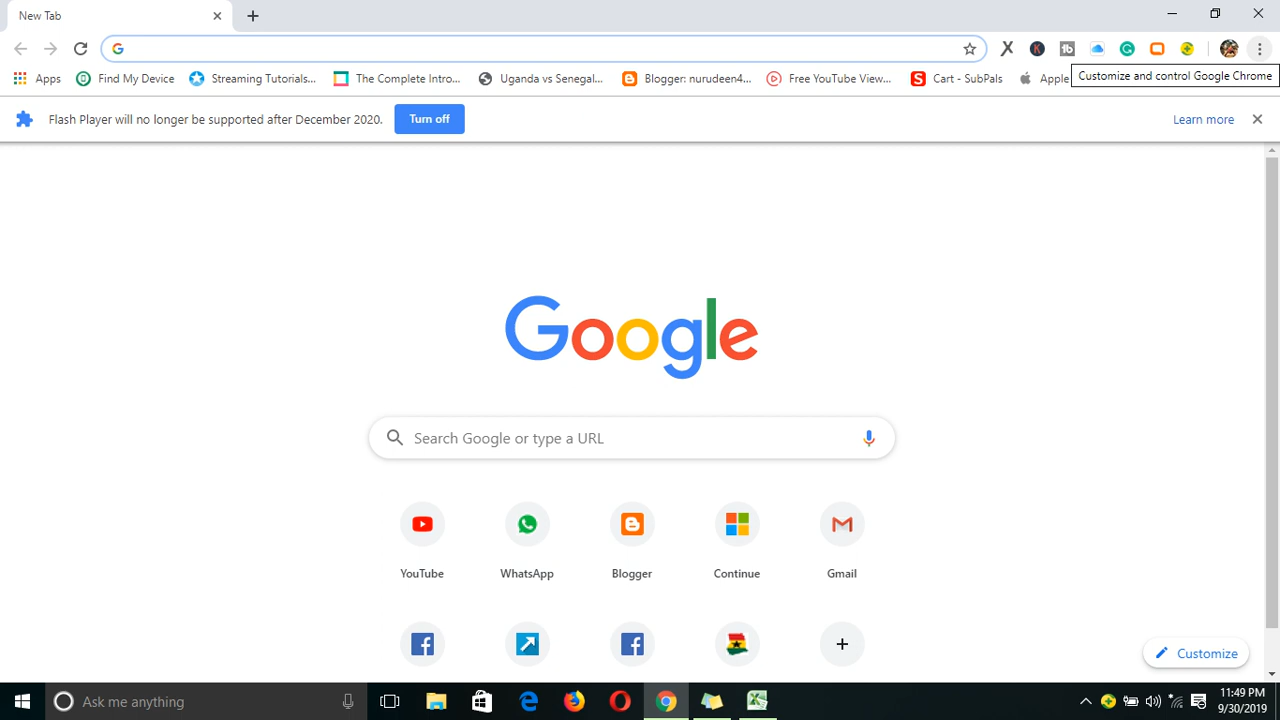 New Tab
Apps
Find My Device
Streaming Tutorials...
The Complete Intro...
Uganda vs Senegal...
Blogger: nuruden4...
Free YouTube View...
Cart - SubPals
Apple
Customize and control Google Chrome
Flash Player will no longer be supported after December 2020.
Turn off
Learn more
Google
Search Google or type a URL
YouTube
WhatsApp
Blogger
Continue
Gmail
Customize
Ask me anything
11:49 PM
9/30/2019